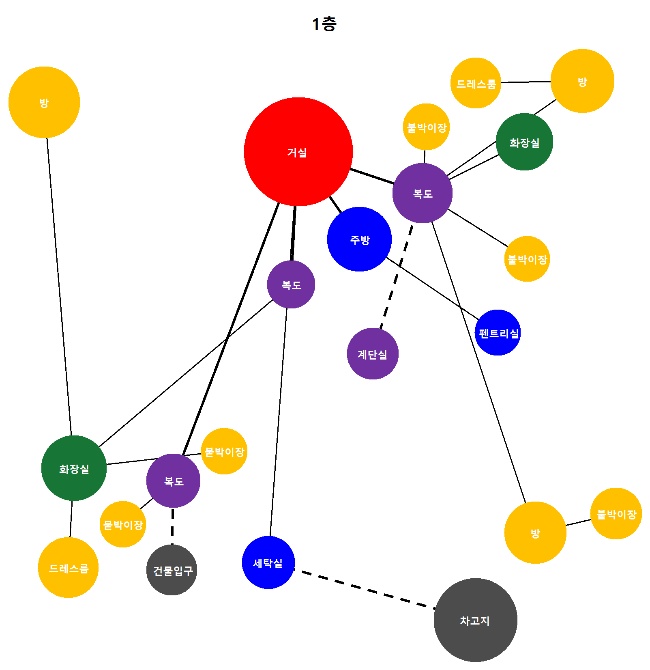 1층
방
드레스룸
방
거실
붙박이장
화장실
복도
주방
붙박이장
복도
펜트리실
계단실
붙박이장
화장실
복도
붙박이장
방
붙박이장
드레스룸
건물입구
세탁실
차고지